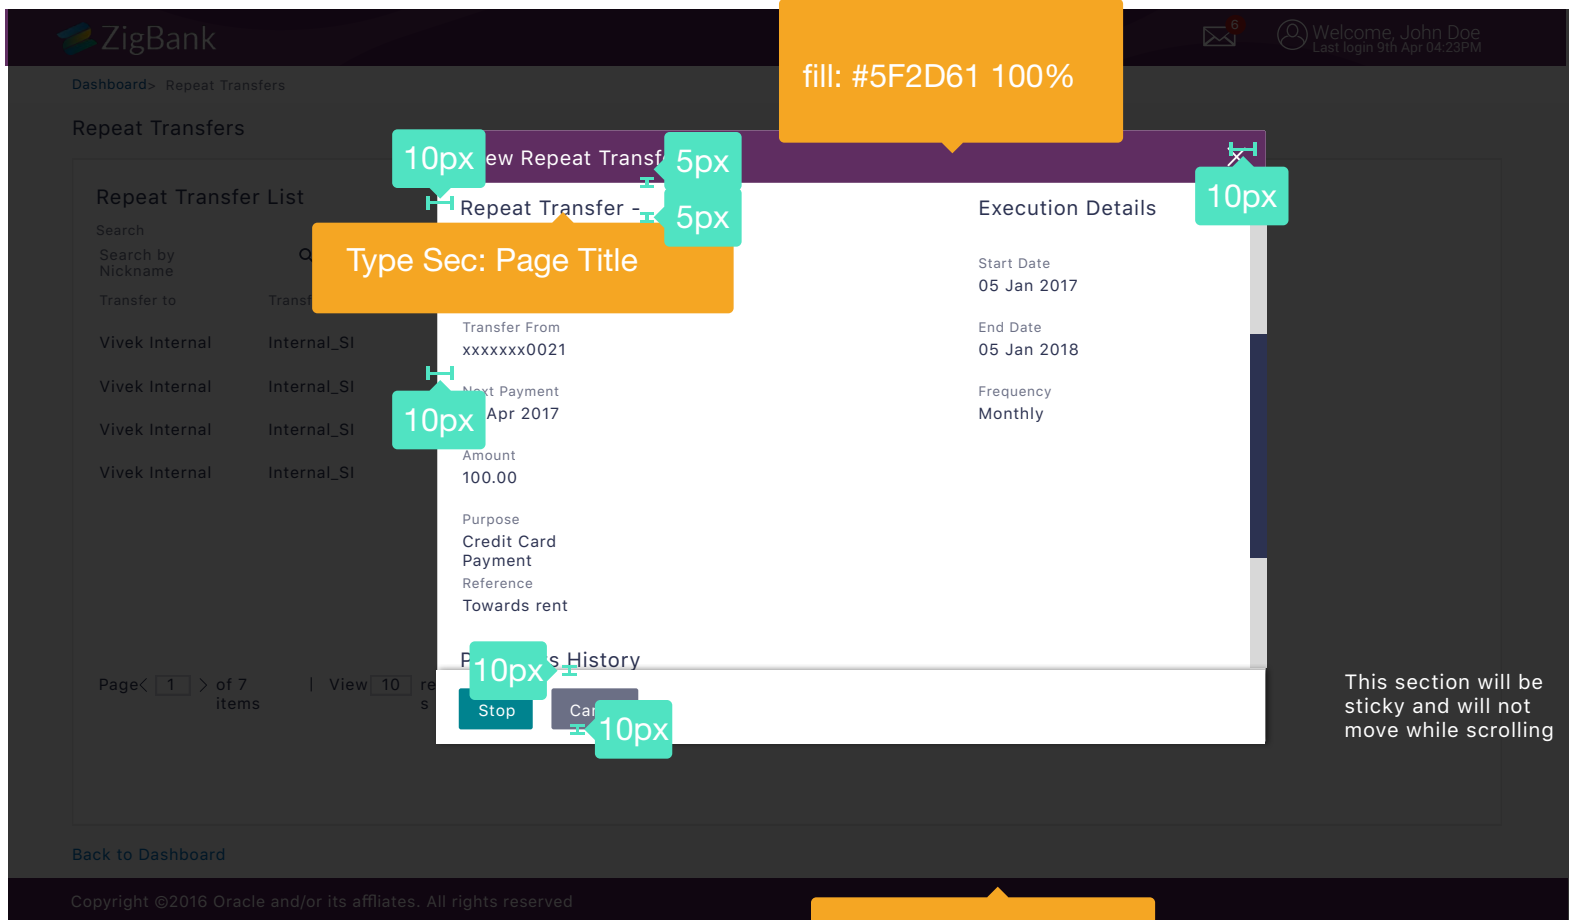 ZigBank
6
Welcome, John Doe
Last login 9th Apr 04:23PM
fill: #5F2D61 100%
Dashboard> Repeat Transfers
Repeat Transfers
10px
ew Repeat Transf
5px
10px
Repeat Transfer List
Repeat Transfer -
5px
Execution Details
Search
Search by
Nickname
Type Sec: Page Title
Start Date
05 Jan 2017
Transfer to
Transf
Transfer From
xxxxxxx0021
End Date
05 Jan 2018
Vivek Internal Internal_SI
Vivek Internal Internal_SI
Next Payment
Apr 2017
Frequency
Monthly
10px
Vivek Internal Internal_SI
Amount
100.00
Vivek Internal Internal_SI
Purpose
Credit Card
Payment
Reference
Towards rent
s History
10px
Page< 1 > of 7
items
| View 10 re
s
Stop
Ca
10px
This section will be
sticky and will not
move while scrolling
Back to Dashboard
Copyright ©2016 Oracle and/or its affliates. All rights reserved